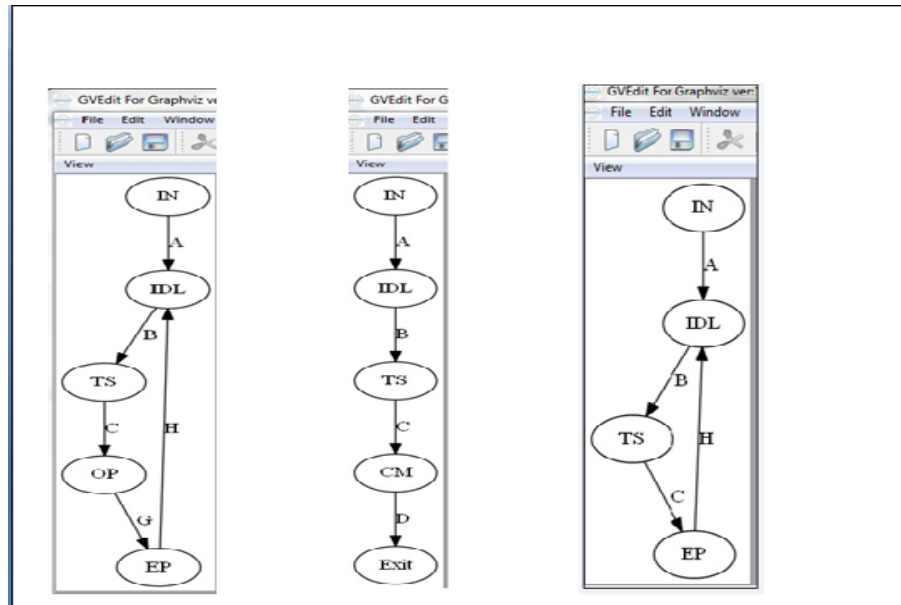 GVEdit For Graphviz ve
File Edit Window
View
IN
A
IDL
B
TS
C
H
OP
G
EP
GVEdit For G
File Edit
View
IN
A
IDL
B
TS
C
CM
D
Exit
GVEdit For Graphviz ver:
File Edit Window
View
IN
A
IDL
B
TS
H
C
EP